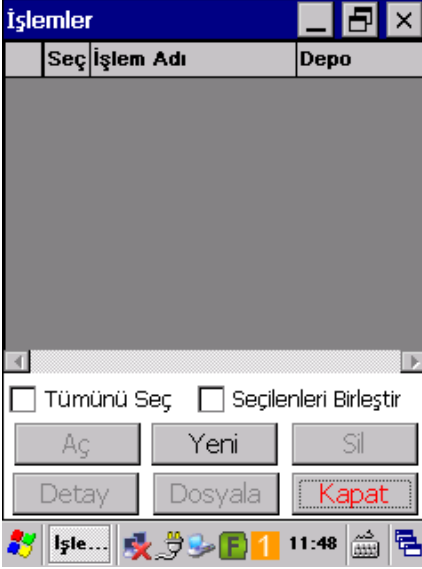 İşlemler
Seç İşlem Adı Depo
Tümünü Seç Seçilenleri Birleştir
Aç Yeni Sil
Detay Dosyala Kapat
İşle... F 1 11:48